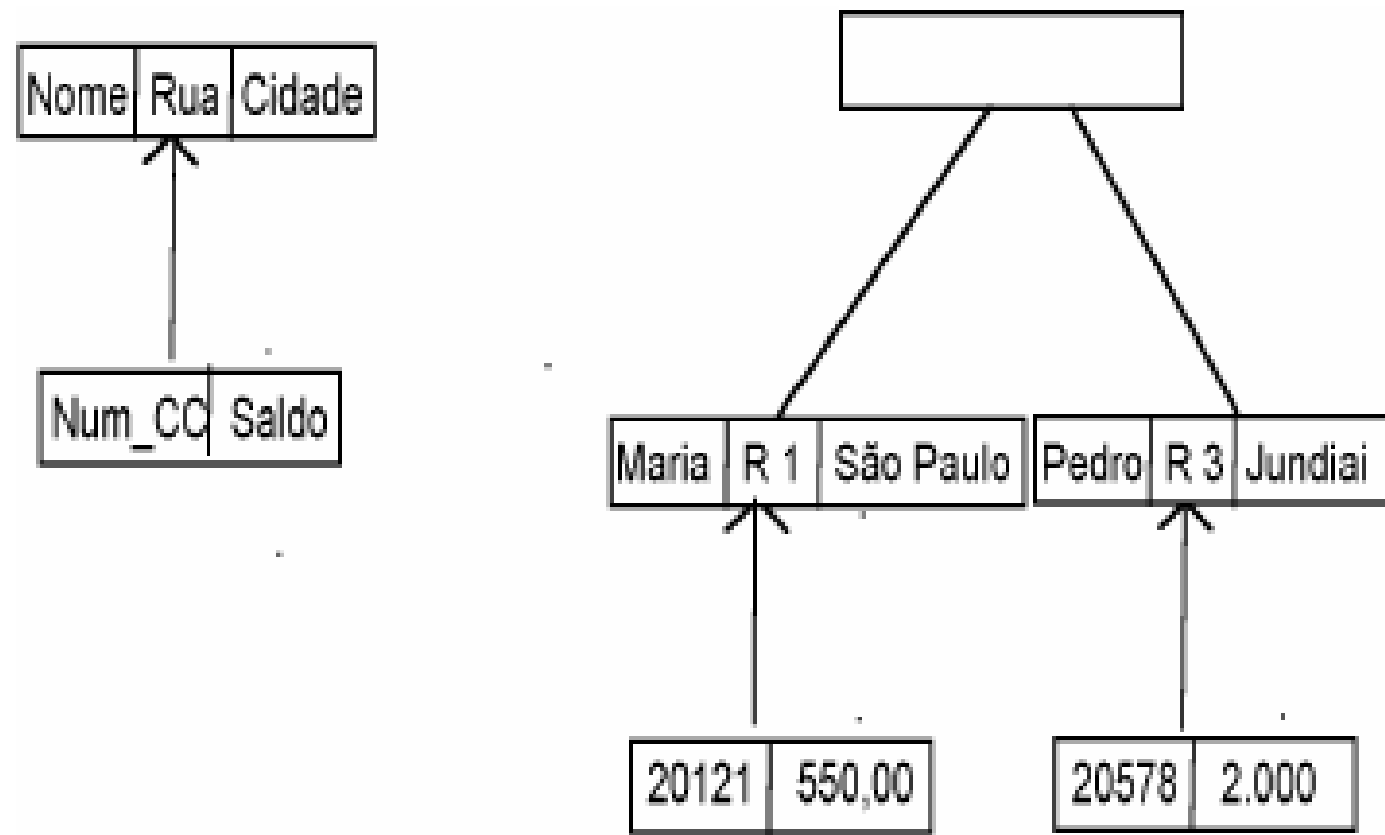 Nome Rua Cidade
Num_CC Saldo
Maria R 1 São Paulo
Pedro R 3 Jundiai
20121 550,00
20578 2.000